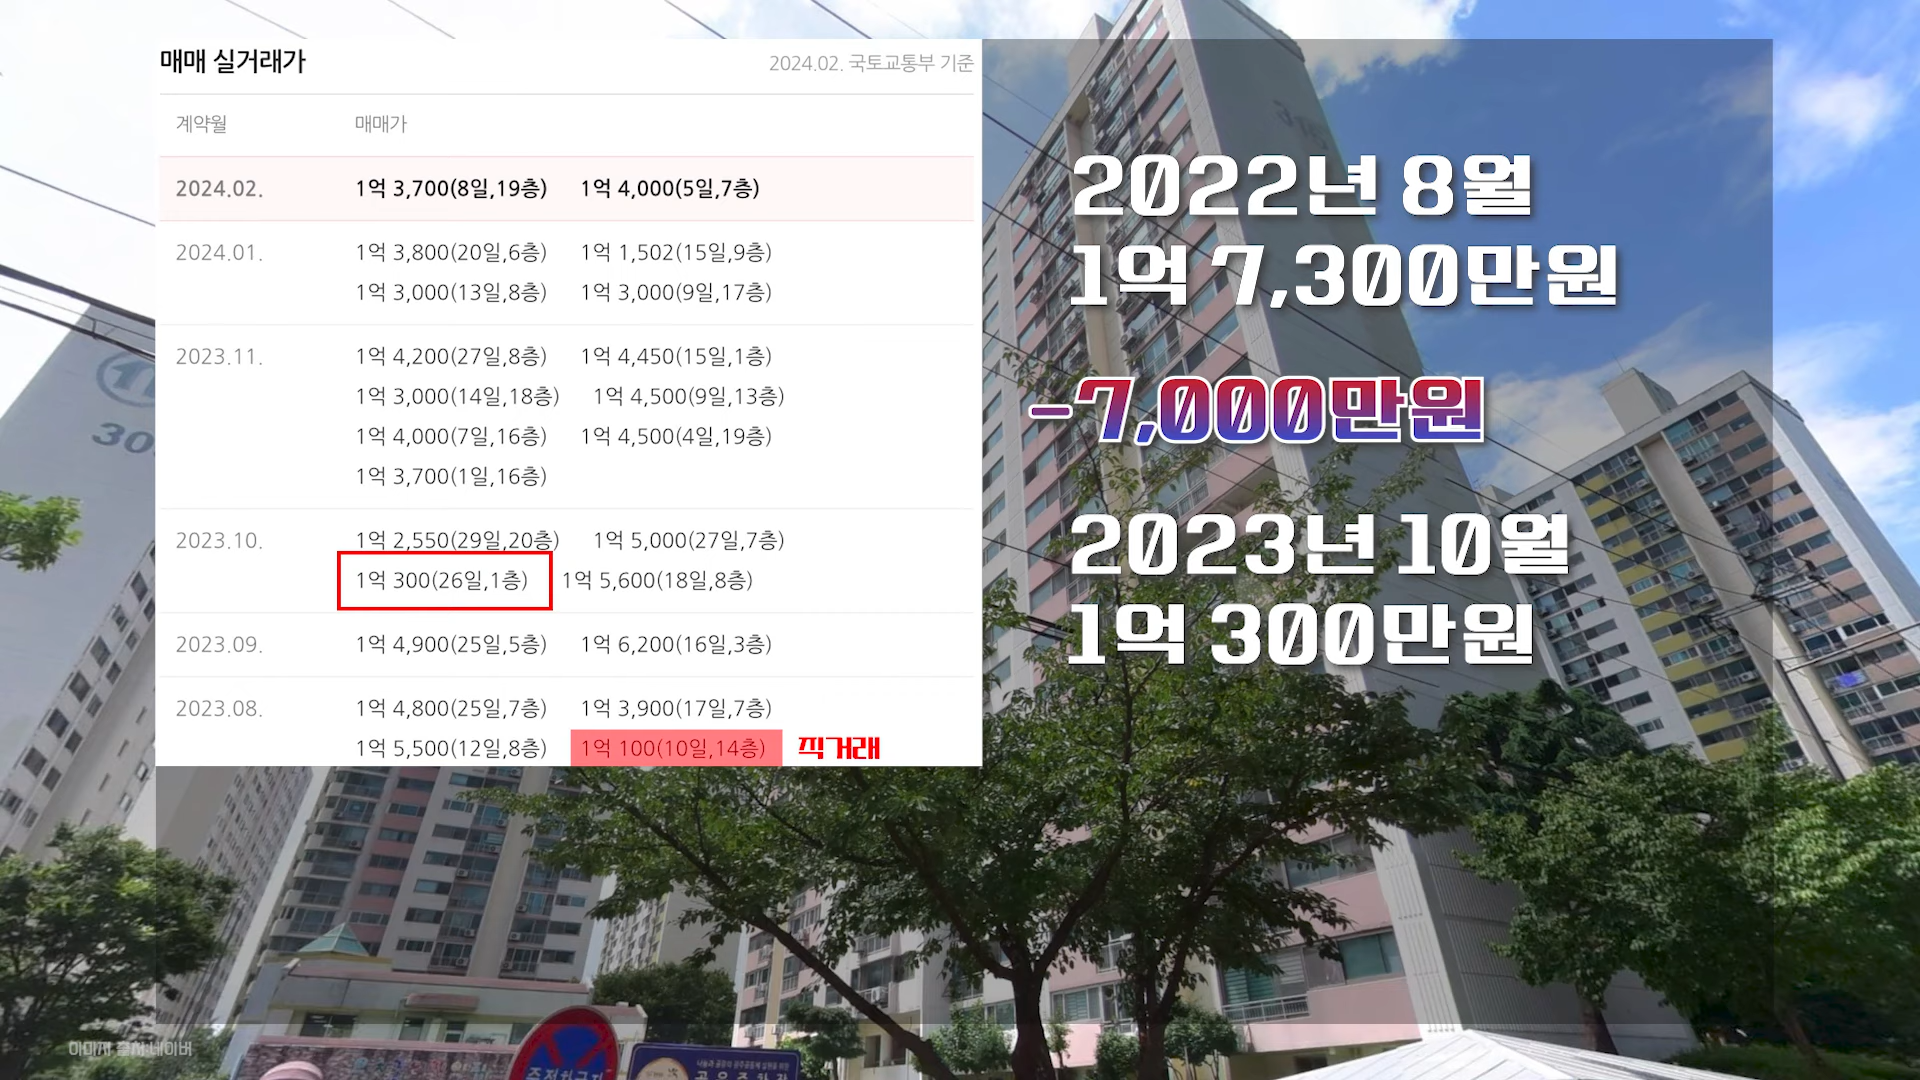 매매 실거래가
2024.02. 국토교통부 기준
계약월 매매가
2024.02. 1억 3,700(8일,19층) 1억 4,000(5일,7층)
2024.01. 1억 3,800(20일,6층) 1억 1,502(15일,9층)
1억 3,000(13일,8층) 1억 3,000(9일,17층)
2023.11. 1억 4,200(27일,8층) 1억 4,450(15일,1층)
1억 3,000(14일,18층) 1억 4,500(9일,13층)
1억 4,000(7일,16층) 1억 4,500(4일,19층)
1억 3,700(1일,16층)
2023.10. 1억 2,550(29일,20층) 1억 5,000(27일,7층)
1억 300(26일,1층) 1억 5,600(18일,8층)
2023.09. 1억 4,900(25일,5층) 1억 6,200(16일,3층)
2023.08. 1억 4,800(25일,7층) 1억 3,900(17일,7층)
1억 5,500(12일,8층) 1억 100(10일,14층) 직거래
2022년 8월
1억 7,300만원
-7,000만원
2023년 10월
1억 300만원
이미지 출처:네이버